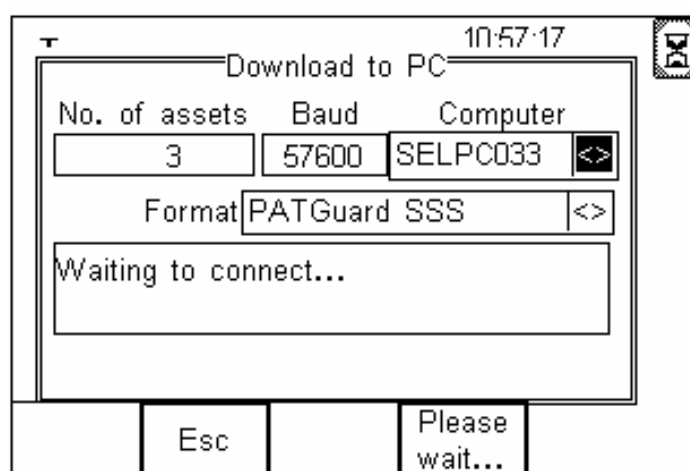 10:57:17
Download to PC
No. of assets Baud Computer
3 57600 SELPC033 <>
Format PATGuard SSS <>
Waiting to connect...
Esc
Please
wait...